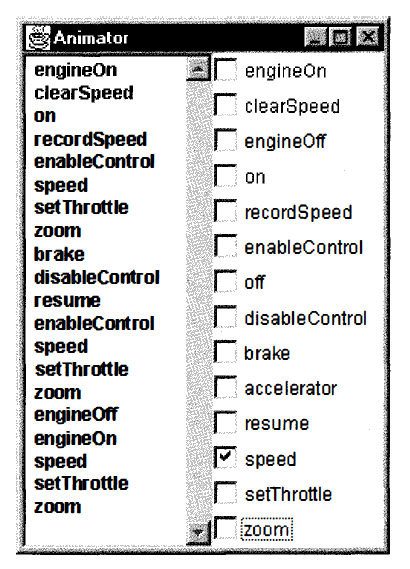 Animator
engineOn
clearSpeed
on
recordSpeed
enableControl
speed
setThrottle
zoom
brake
disableControl
resume
enableControl
speed
setThrottle
zoom
engineOff
engineOn
speed
setThrottle
zoom
engineOn
clearSpeed
engineOff
on
recordSpeed
enableControl
off
disableControl
brake
accelerator
resume
speed
setThrottle
zoom